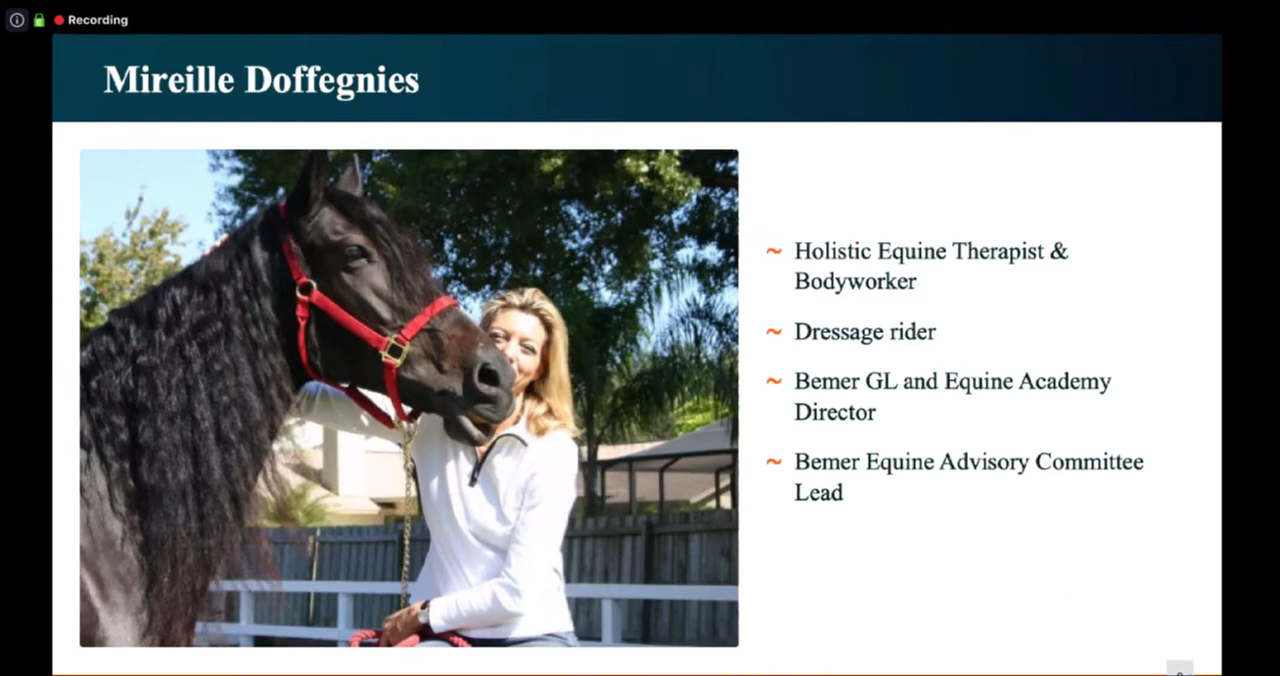 Recording
Mireille Doffegnies
~ Holistic Equine Therapist &
Bodyworker
~ Dressage rider
~ Bemer GL and Equine Academy
Director
~ Bemer Equine Advisory Committee
Lead